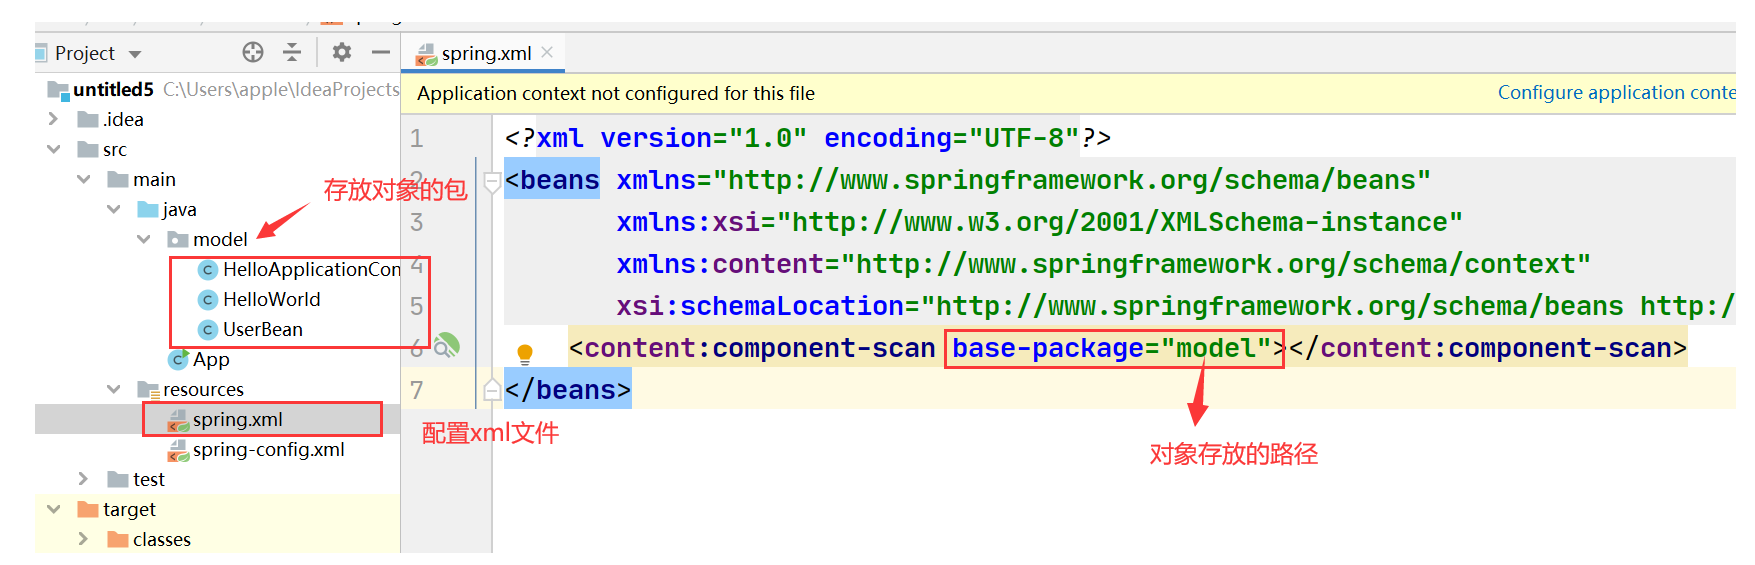 Project
spring.xml
untitled5 C:\Users\apple\IdeaProjects
Application context not configured for this file
Configure application conte
.idea
src
main
java
model
HelloApplicationCon
HelloWorld
UserBean
App
resources
spring.xml
spring-config.xml
test
target
classes
存放对象的包
1 <?xml version="1.0" encoding="UTF-8"?>
2 <beans xmlns="http://www.springframework.org/schema/beans"
3 xmlns:xsi="http://www.w3.org/2001/XMLSchema-instance"
4 xmlns:content="http://www.springframework.org/schema/context"
5 xsi:schemaLocation="http://www.springframework.org/schema/beans http:/
6 <content:component-scan base-package="model"></content:component-scan>
7 </beans>
配置xml文件
对象存放的路径